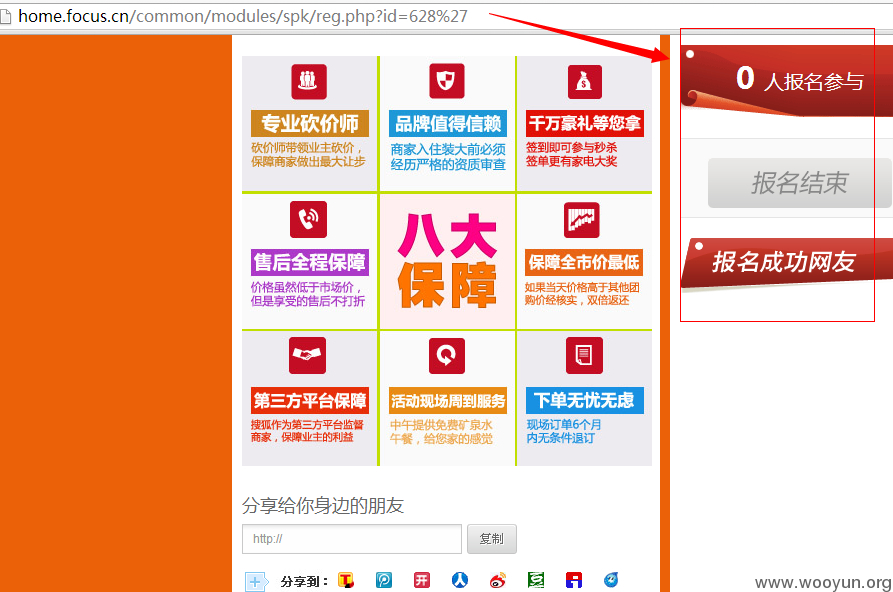 home.focus.cn/common/modules/spk/reg.php?id=628%27
专业砍价师
砍价师带领业主砍价，
保障商家做出最大让步
品牌值得信赖
商家入住装大前必须
经历严格的资质审查
千万豪礼等您拿
签到即可参与秒杀
签单更有家电大奖
售后全程保障
价格虽然低于市场价，
但是享受的售后不打折
八大
保障
保障全市价最低
如果当天价格高于其他团
购价经核实，双倍返还
第三方平台保障
搜狐作为第三方平台监督
商家，保障业主的利益
活动现场周到服务
中午提供免费矿泉水
午餐，给您家的感觉
下单无忧无虑
现场订单6个月
内无条件退订
0 人报名参与
报名结束
报名成功网友
分享给你身边的朋友
http://
复制
分享到：
开
www.wooyun.org